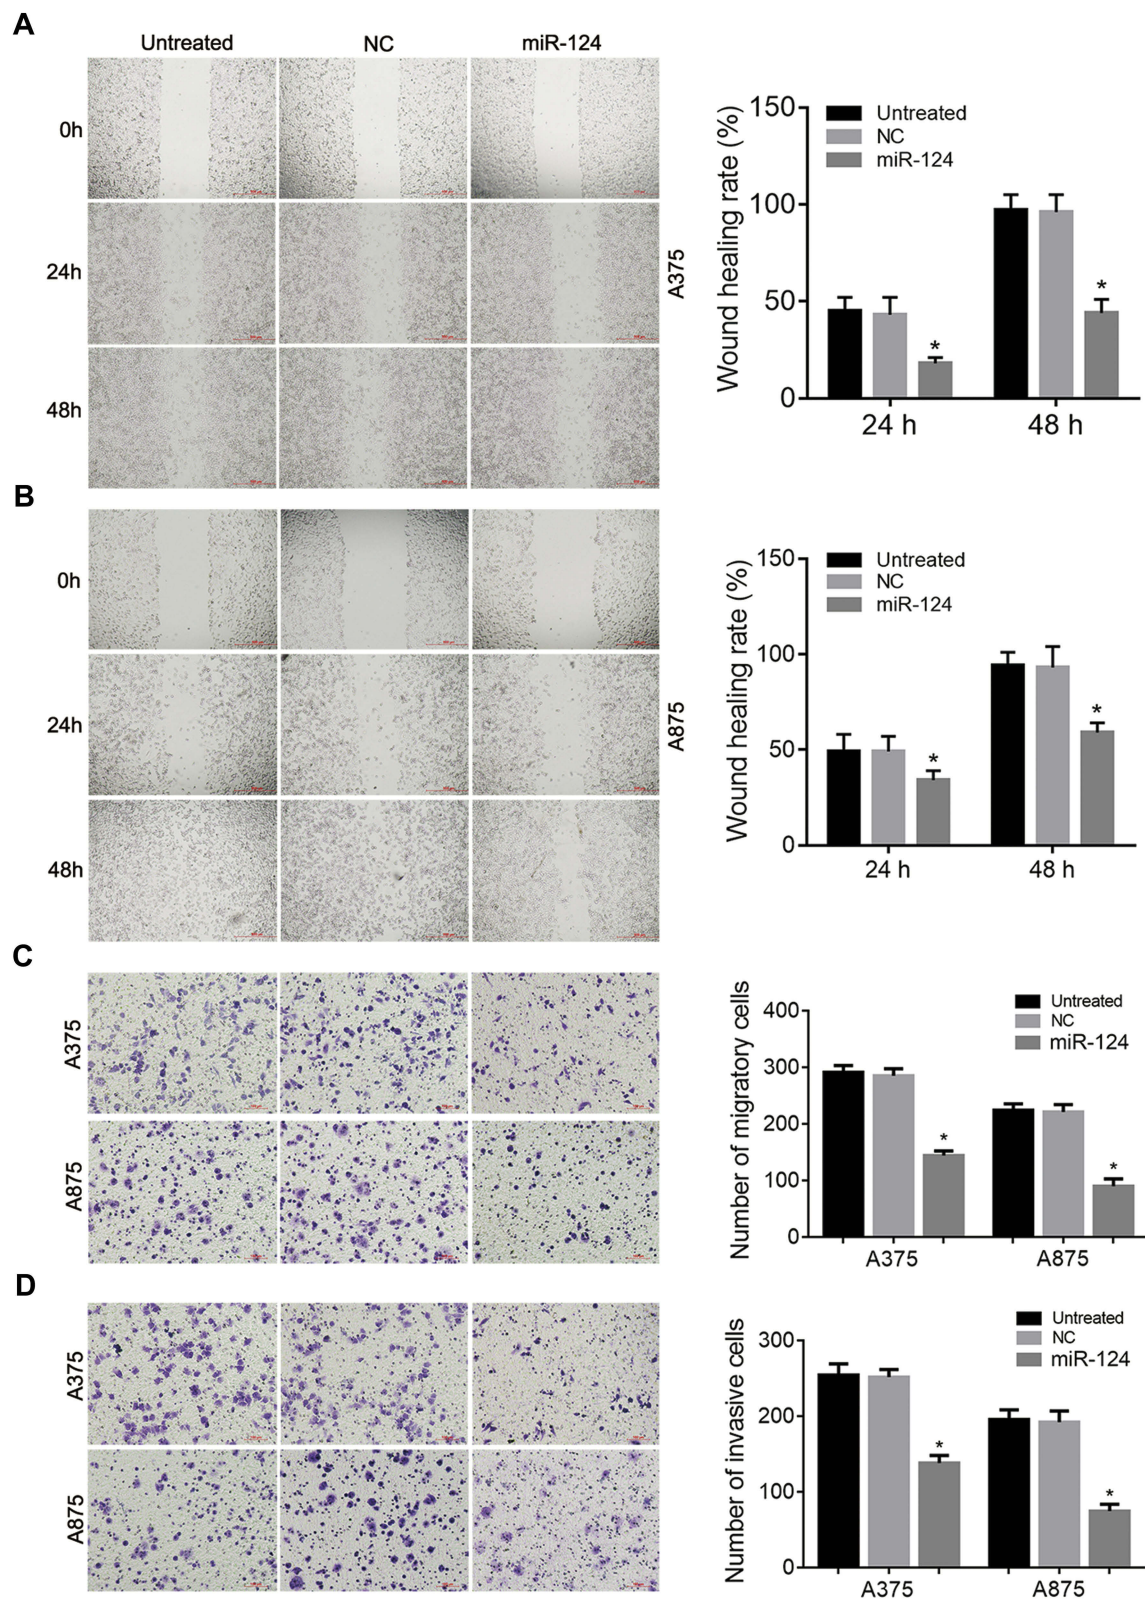 A
Untreated NC miR-124
0h
24h
48h
A375
Wound healing rate (%)
150
100
50
0
Untreated
NC
miR-124
*
*
24 h 48 h
B
0h
24h
48h
A875
Wound healing rate (%)
150
100
50
0
Untreated
NC
miR-124
*
*
24 h 48 h
C
A375
A875
Number of migratory cells
400
300
200
100
0
Untreated
NC
miR-124
*
*
A375 A875
D
A375
A875
Number of invasive cells
300
200
100
0
Untreated
NC
miR-124
*
*
A375 A875